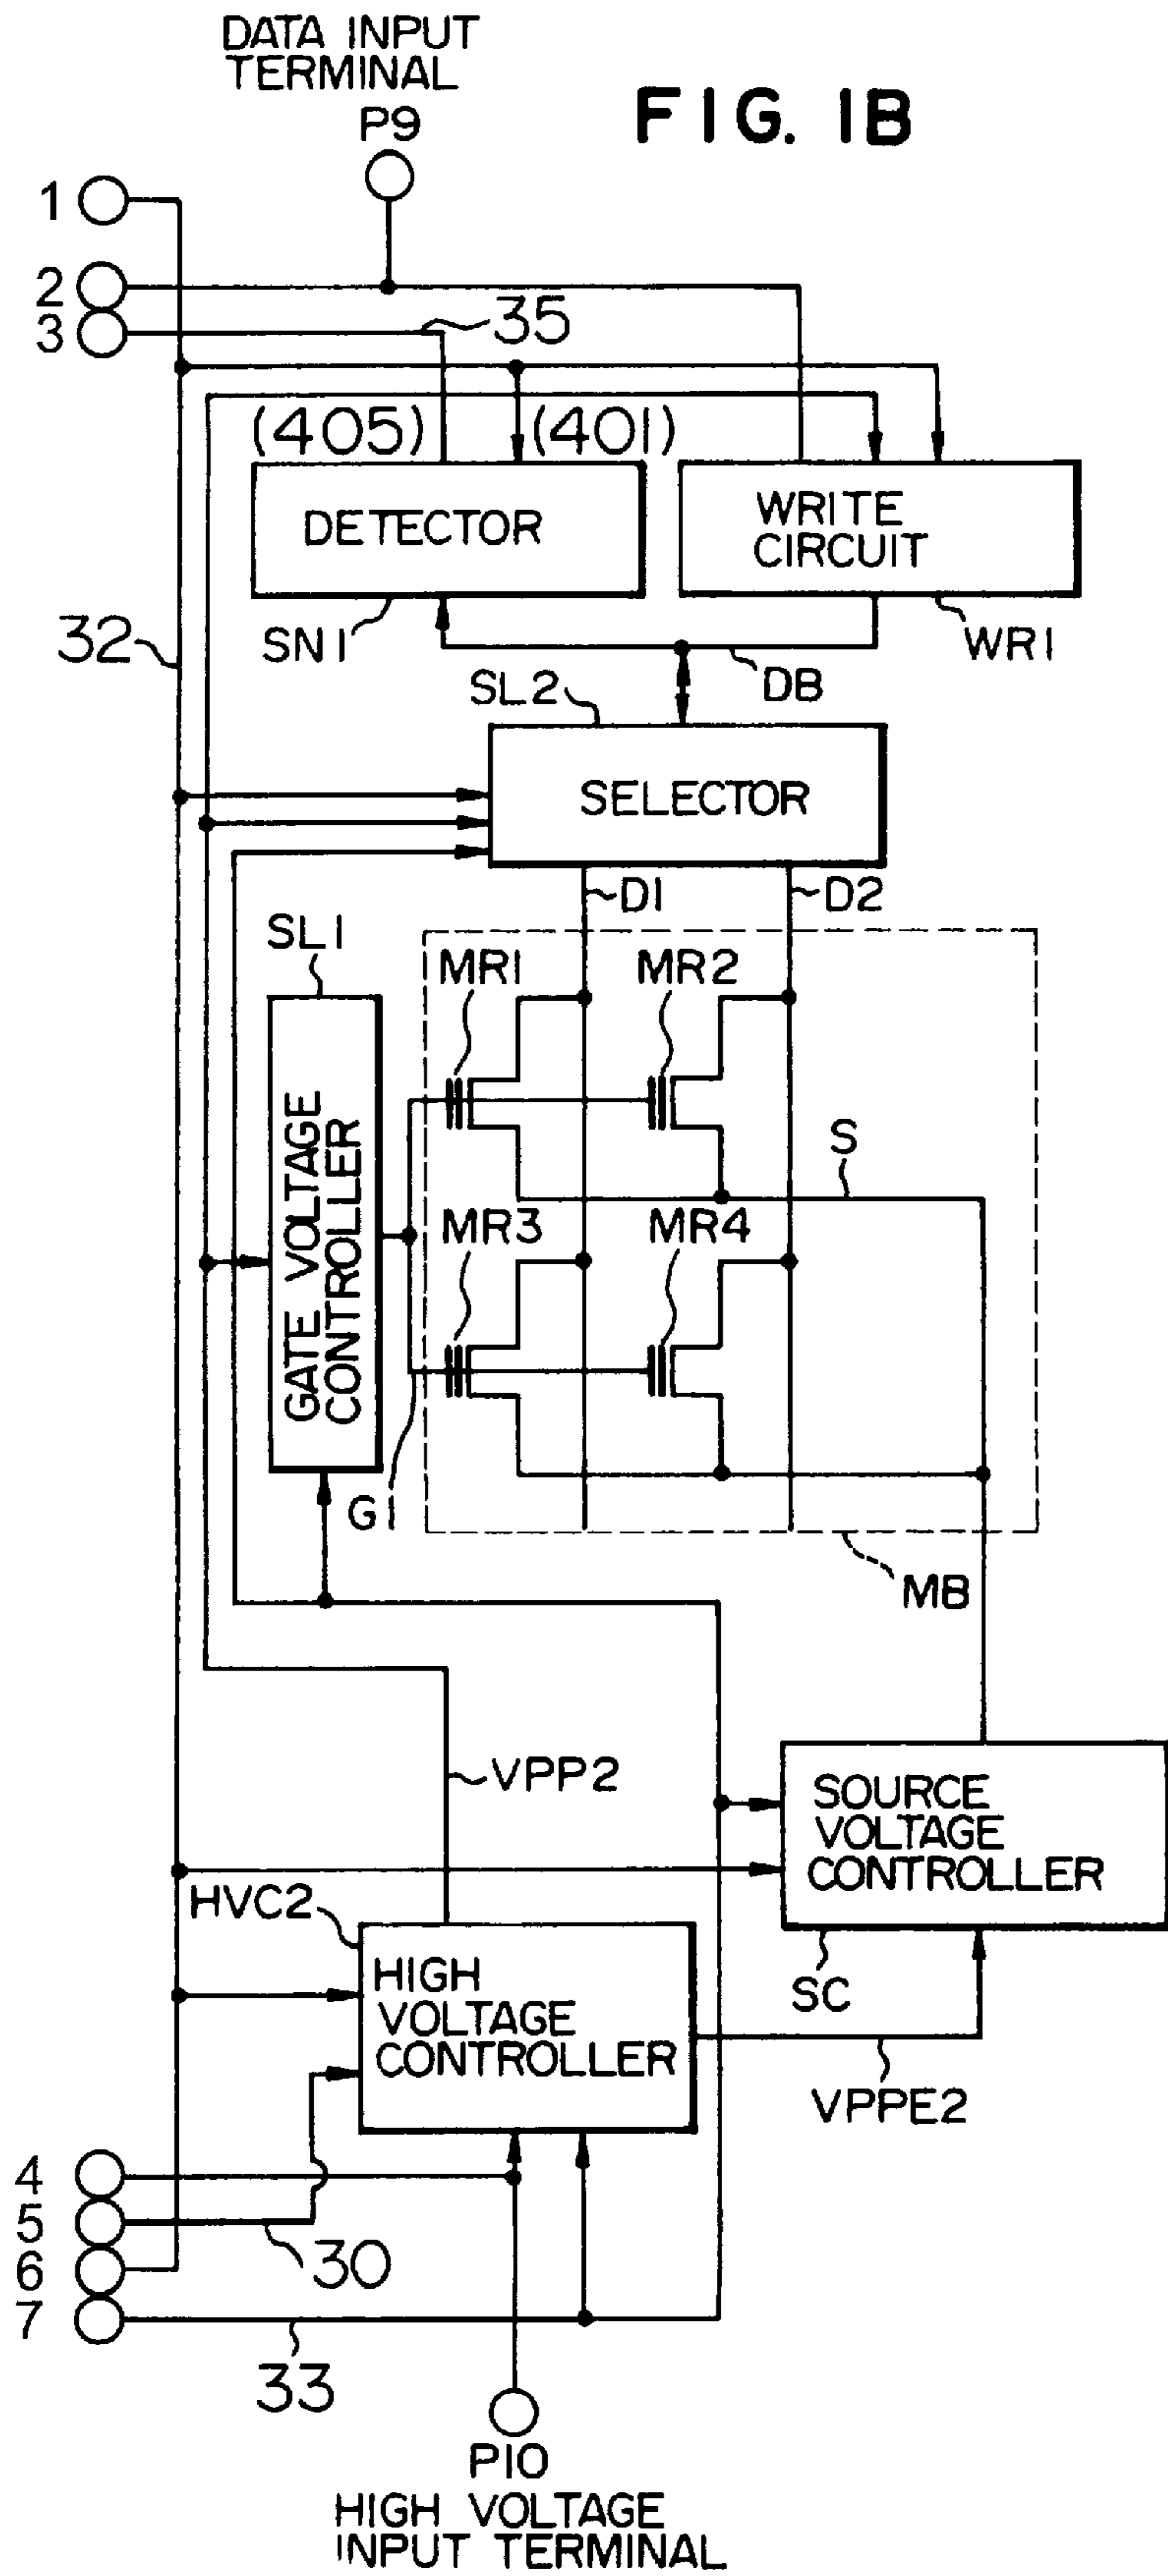 DATA INPUT
TERMINAL
P9
FIG. 1B
1
2
3
35
(405)
(401)
DETECTOR
WRITE
CIRCUIT
32
SN1
WR1
DB
SL2
SELECTOR
D1
D2
SL1
MR1
MR2
GATE VOLTAGE
CONTROLLER
S
MR3
MR4
G1
MB
VPP2
SOURCE
VOLTAGE
CONTROLLER
HVC2
HIGH
VOLTAGE
CONTROLLER
SC
VPPE2
4
5
30
6
7
33
P10
HIGH VOLTAGE
INPUT TERMINAL